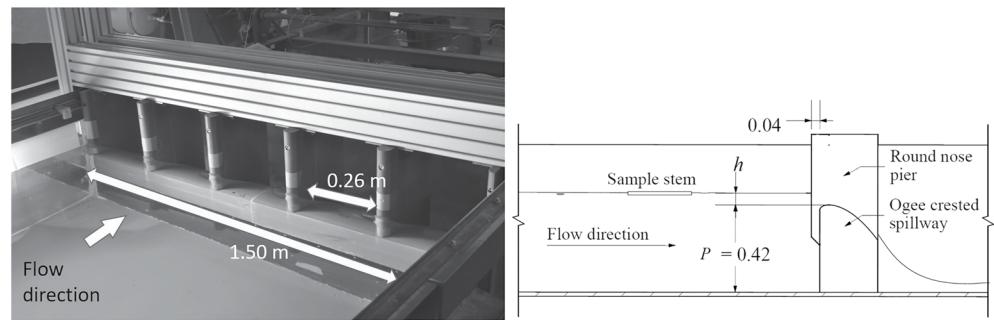 0.26 m
1.50 m
Flow
direction
0.04
h
Round nose
pier
Sample stem
Ogee crested
spillway
Flow direction
P = 0.42